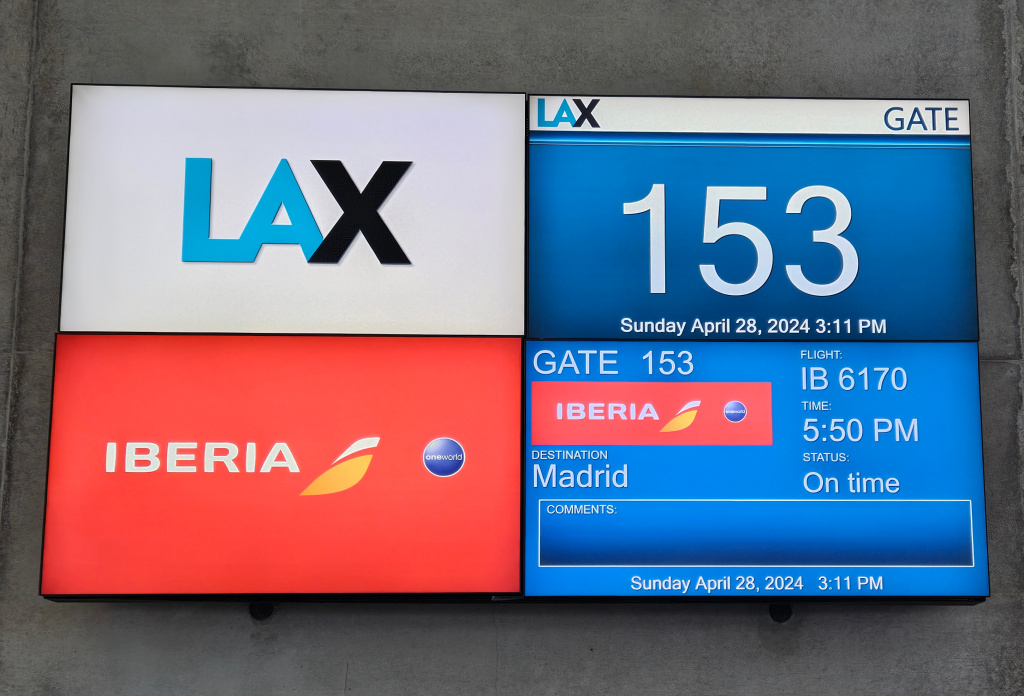 LAX
LAX GATE
153
Sunday April 28, 2024 3:11 PM
IBERIA oneworld
GATE 153
IBERIA oneworld
DESTINATION
Madrid
FLIGHT:
IB 6170
TIME:
5:50 PM
STATUS:
On time
COMMENTS:
Sunday April 28, 2024 3:11 PM